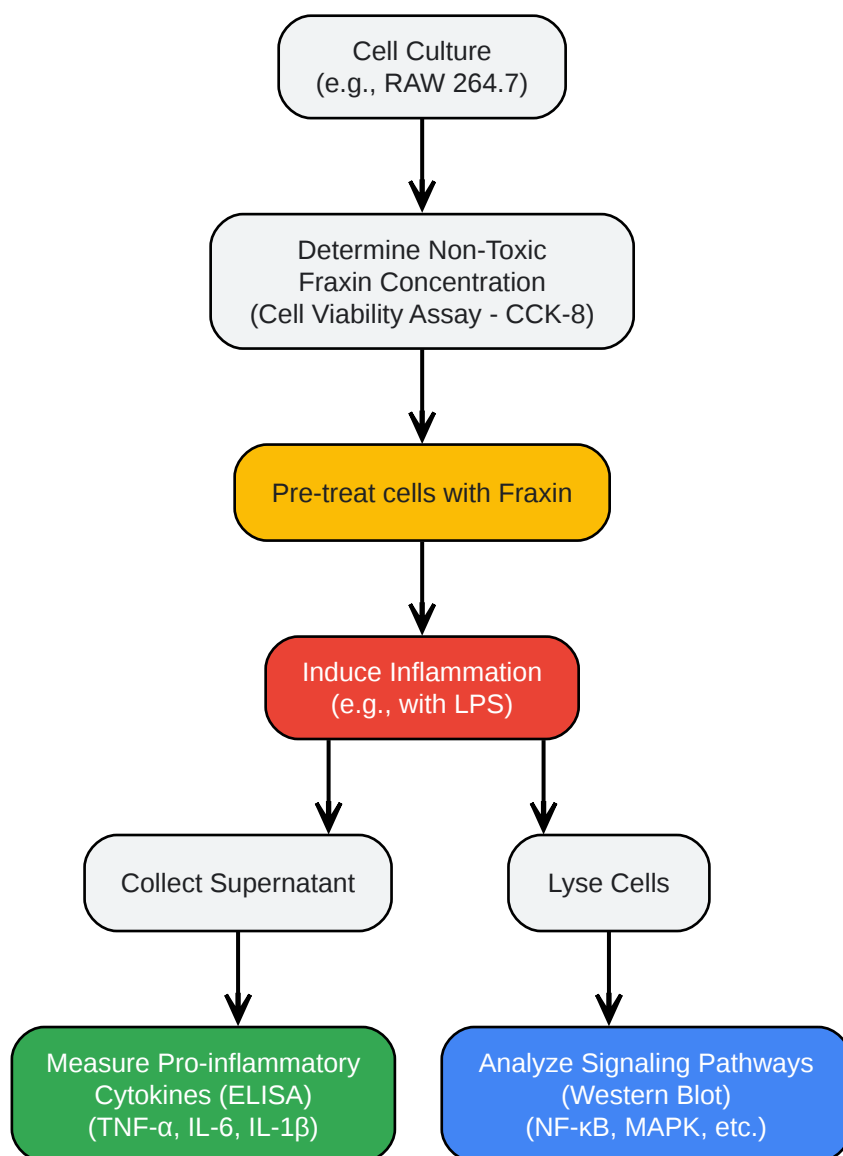 Cell Culture
(e.g., RAW 264.7)
Determine Non-Toxic
Fraxin Concentration
(Cell Viability Assay - CCK-8)
Pre-treat cells with Fraxin
Induce Inflammation
(e.g., with LPS)
Collect Supernatant
Lyse Cells
Measure Pro-inflammatory
Cytokines (ELISA)
(TNF-α, IL-6, IL-1β)
Analyze Signaling Pathways
(Western Blot)
(NF-κB, MAPK, etc.)